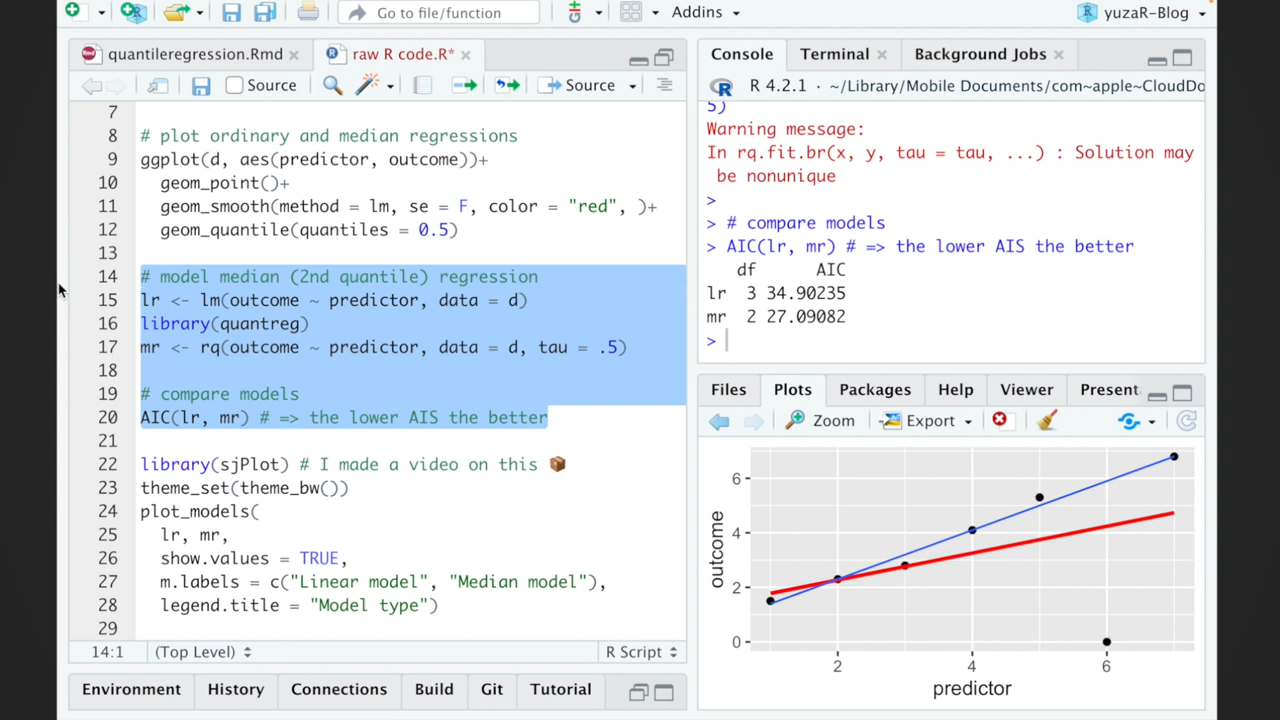 Go to file/function
Addins
yuzaR-Blog
quantileregression.Rmd
raw R code.R*
Source
Source
7
8 # plot ordinary and median regressions
9 ggplot(d, aes(predictor, outcome))+
10 geom_point()+
11 geom_smooth(method = lm, se = F, color = "red", )+
12 geom_quantile(quantiles = 0.5)
13
14 # model median (2nd quantile) regression
15 lr <- lm(outcome ~ predictor, data = d)
16 library(quantreg)
17 mr <- rq(outcome ~ predictor, data = d, tau = .5)
18
19 # compare models
20 AIC(lr, mr) # => the lower AIS the better
21
22 library(sjPlot) # I made a video on this 📦
23 theme_set(theme_bw())
24 plot_models(
25 lr, mr,
26 show.values = TRUE,
27 m.labels = c("Linear model", "Median model"),
28 legend.title = "Model type")
29
14:1 (Top Level) R Script
Environment History Connections Build Git Tutorial
Console Terminal Background Jobs
R 4.2.1 · ~/Library/Mobile Documents/com~apple~CloudDo
5)
Warning message:
In rq.fit.br(x, y, tau = tau, ...) : Solution may
be nonunique
>
> # compare models
> AIC(lr, mr) # => the lower AIS the better
df AIC
lr 3 34.90235
mr 2 27.09082
>
Files Plots Packages Help Viewer Present
Zoom Export
outcome
6
4
2
0
2 4 6
predictor